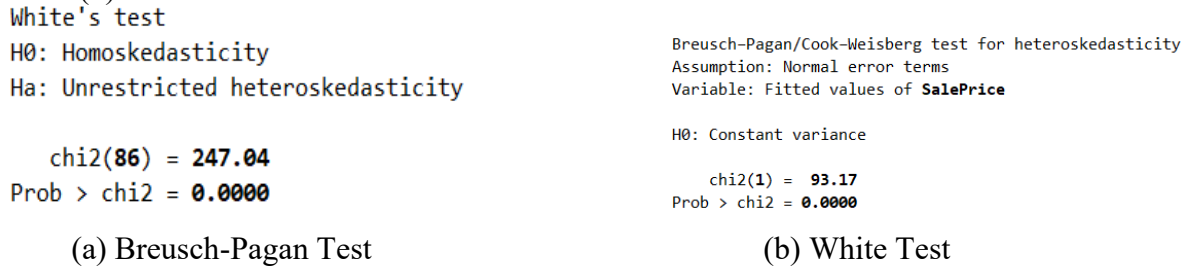 White's test
H0: Homoskedasticity
Ha: Unrestricted heteroskedasticity
chi2(86) = 247.04
Prob > chi2 = 0.0000
(a) Breusch-Pagan Test
Breusch–Pagan/Cook–Weisberg test for heteroskedasticity
Assumption: Normal error terms
Variable: Fitted values of SalePrice
H0: Constant variance
chi2(1) = 93.17
Prob > chi2 = 0.0000
(b) White Test